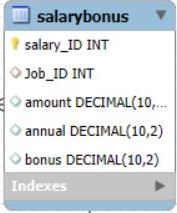 salarybonus
salary_ID INT
Job_ID INT
amount DECIMAL(10,...
annual DECIMAL(10,2)
bonus DECIMAL(10,2)
Indexes